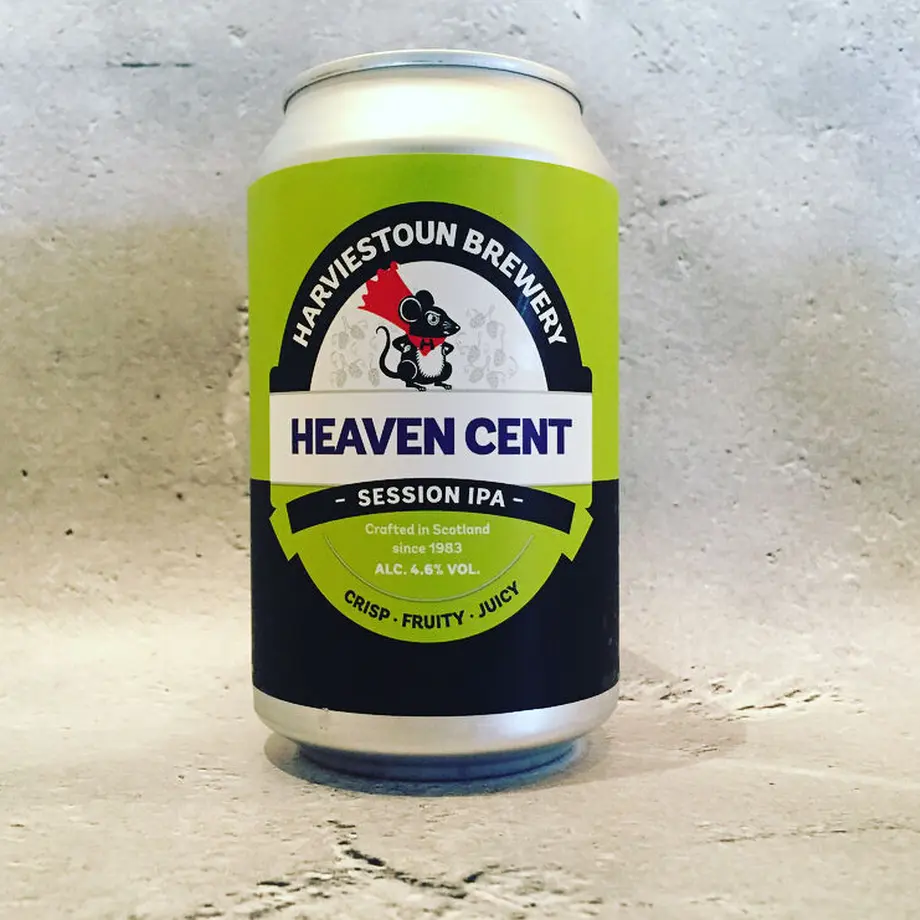 HARVIESTOUN BREWERY
HEAVEN CENT
- SESSION IPA -
Crafted in Scotland
since 1983
ALC. 4.6% VOL.
CRISP · FRUITY · JUICY